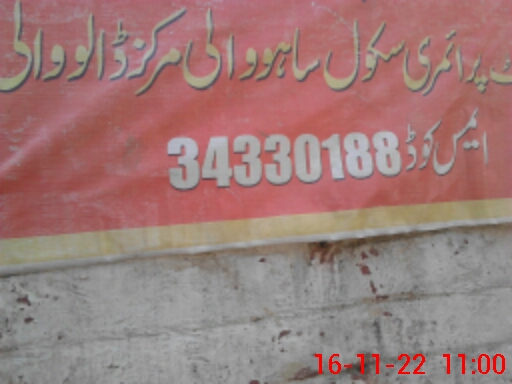 پرائمری سکول ساہووالی مرکز ڈالووالی
ایمس کوڈ 34330188
16-11-22 11:00